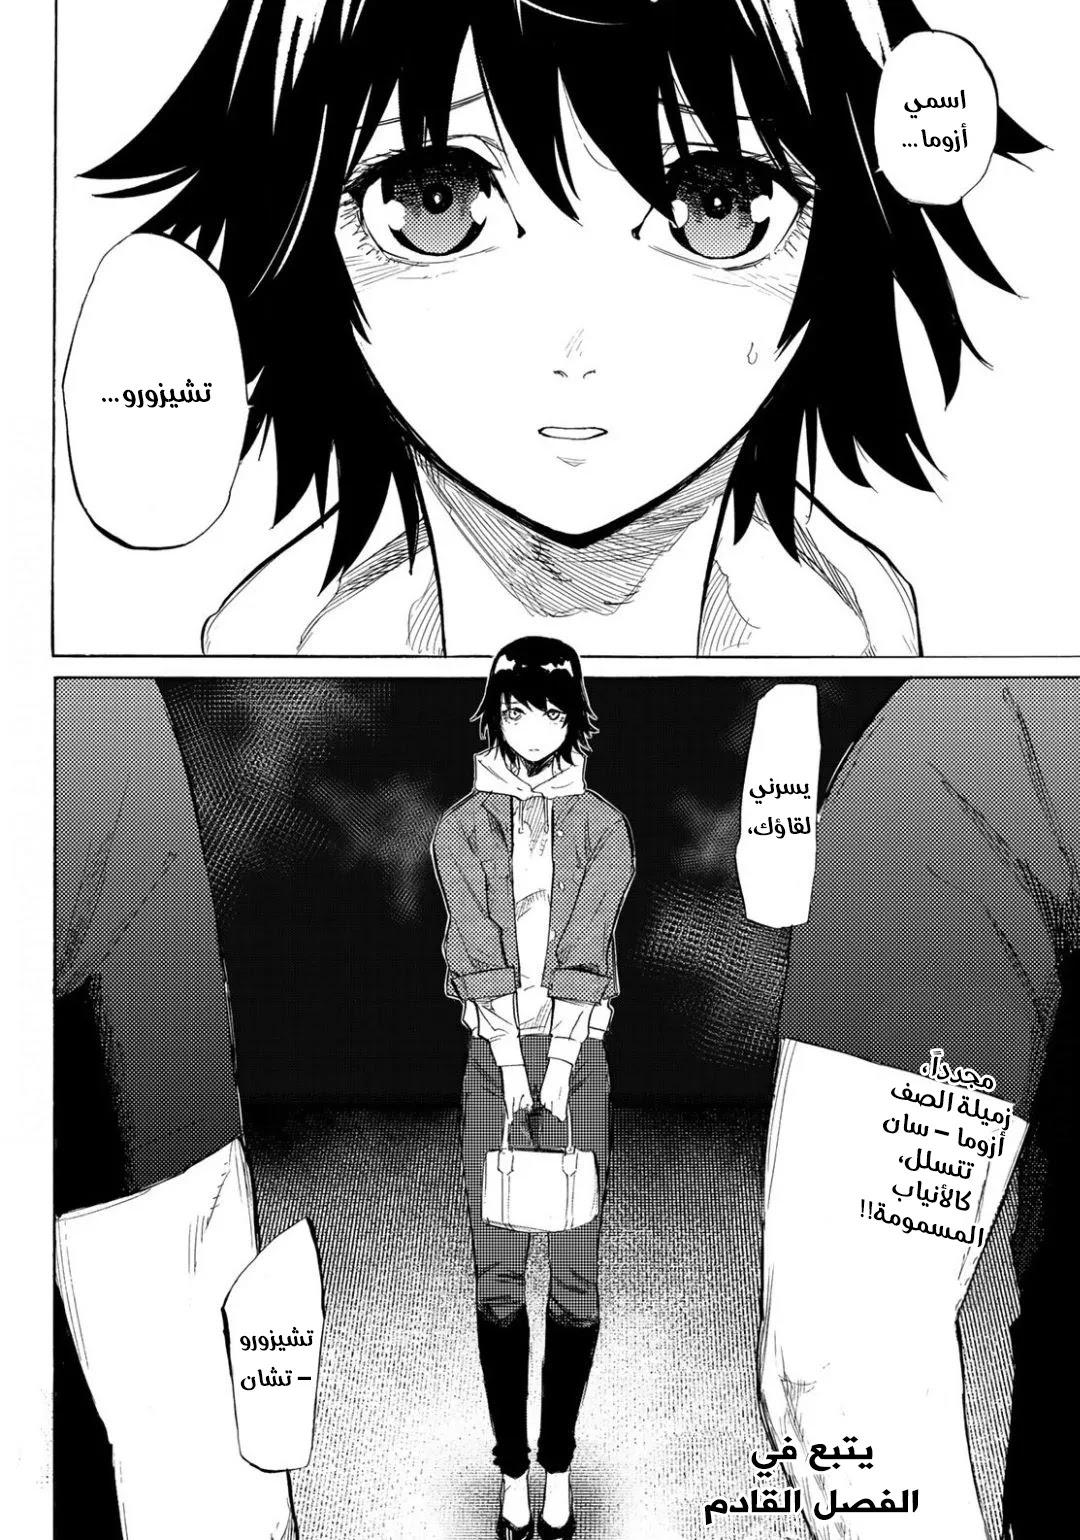 اسمي
أزوما...
تشيزورو...
يسرني
لقاؤك،
مجدداً،
زميلة الصف
أزوما – سان
تتسلل،
كالأنياب
المسمومة!!
تشيزورو
– تشان
يتبع في
الفصل القادم